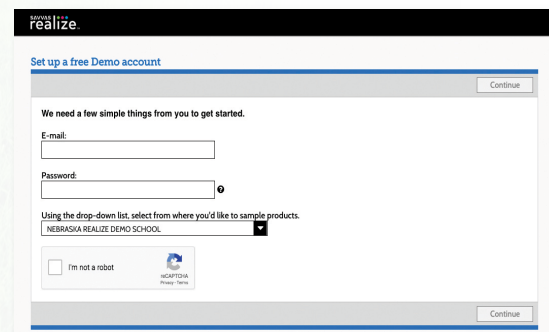 SAVVAS
realize.
Set up a free Demo account
Continue
We need a few simple things from you to get started.
E-mail:
Password:
?
Using the drop-down list, select from where you'd like to sample products.
NEBRASKA REALIZE DEMO SCHOOL
I'm not a robot
reCAPTCHA
Privacy - Terms
Continue